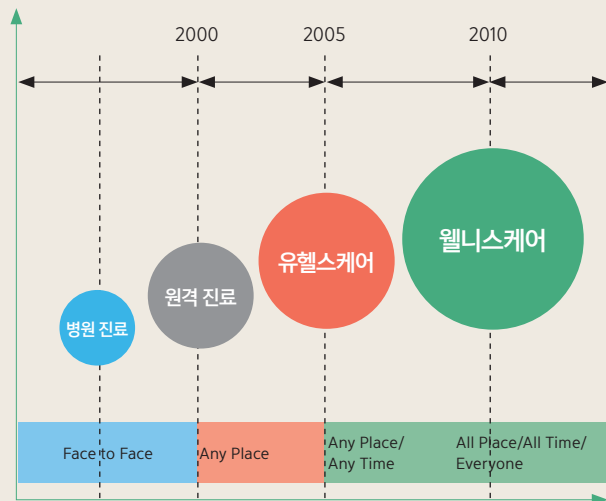 2000 2005 2010
병원 진료
원격 진료
유헬스케어
웰니스케어
Face to Face
Any Place
Any Place/
Any Time
All Place/All Time/
Everyone